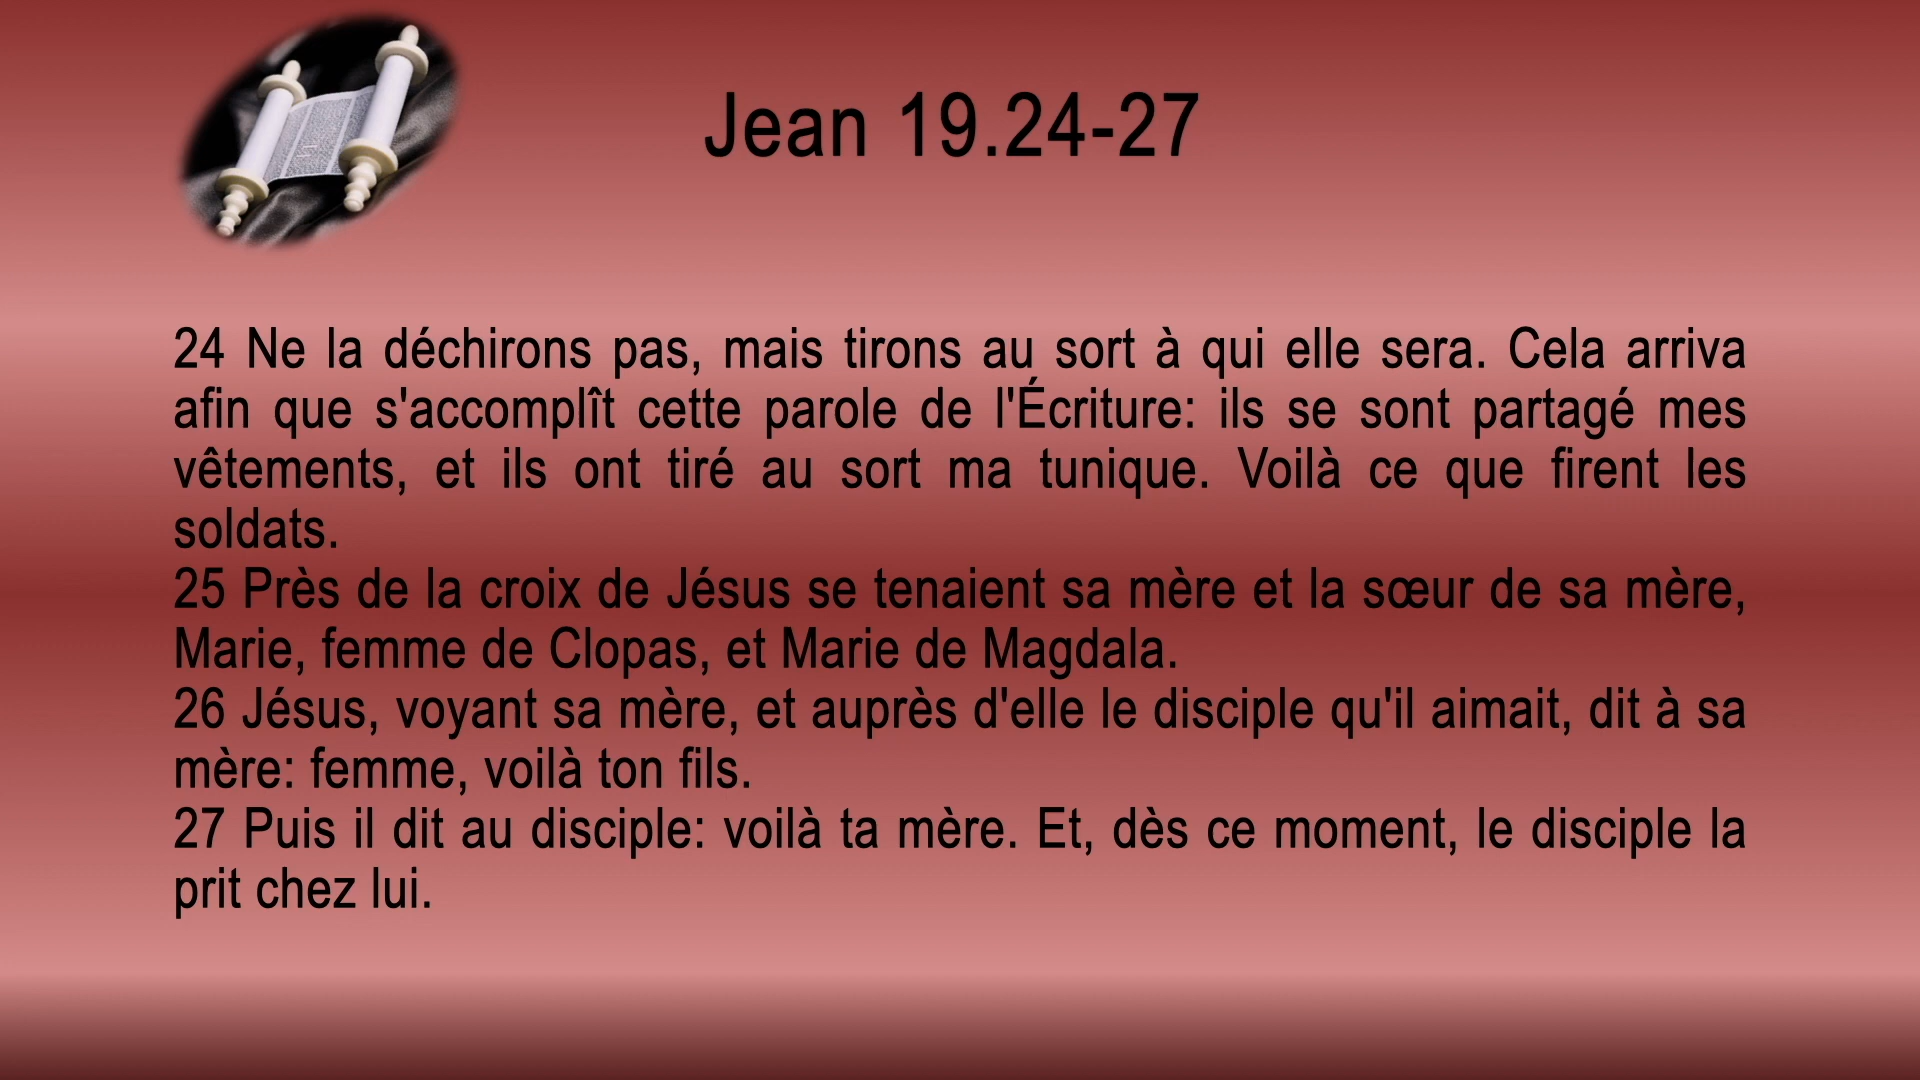 Jean 19.24-27
24 Ne la déchirons pas, mais tirons au sort à qui elle sera. Cela arriva
afin que s'accomplît cette parole de l'Écriture: ils se sont partagé mes
vêtements, et ils ont tiré au sort ma tunique. Voilà ce que firent les
soldats.
25 Près de la croix de Jésus se tenaient sa mère et la sœur de sa mère,
Marie, femme de Clopas, et Marie de Magdala.
26 Jésus, voyant sa mère, et auprès d'elle le disciple qu'il aimait, dit à sa
mère: femme, voilà ton fils.
27 Puis il dit au disciple: voilà ta mère. Et, dès ce moment, le disciple la
prit chez lui.